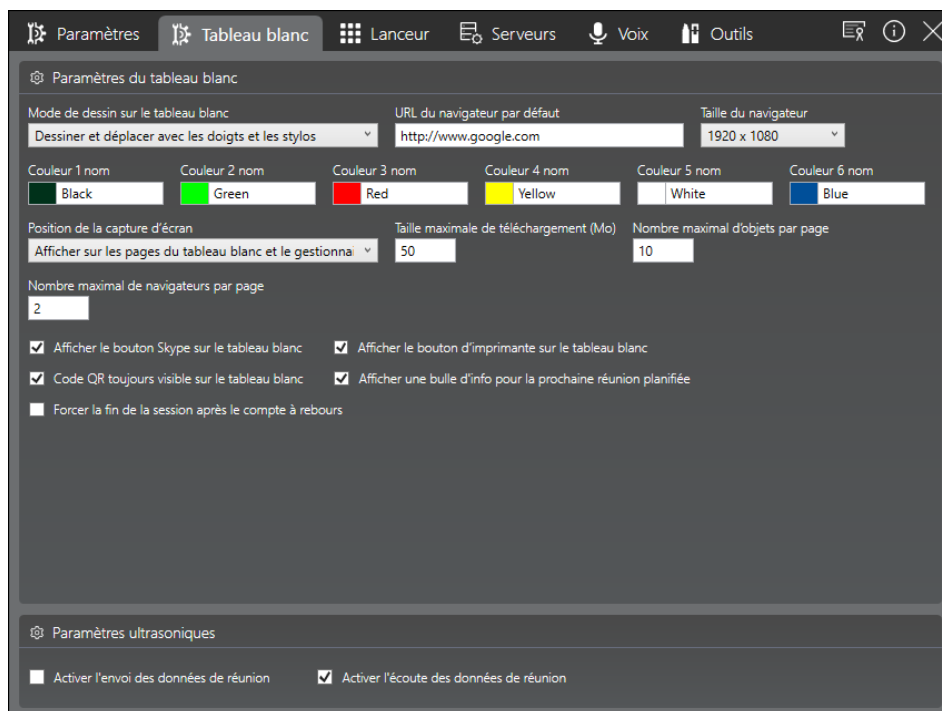 Paramètres Tableau blanc Lanceur Serveurs Voix Outils
Paramètres du tableau blanc
Mode de dessin sur le tableau blanc URL du navigateur par défaut Taille du navigateur
Dessiner et déplacer avec les doigts et les stylos http://www.google.com 1920 x 1080
Couleur 1 nom Couleur 2 nom Couleur 3 nom Couleur 4 nom Couleur 5 nom Couleur 6 nom
Black Green Red Yellow White Blue
Position de la capture d'écran Taille maximale de téléchargement (Mo) Nombre maximal d'objets par page
Afficher sur les pages du tableau blanc et le gestionnai 50 10
Nombre maximal de navigateurs par page
2
Afficher le bouton Skype sur le tableau blanc Afficher le bouton d'imprimante sur le tableau blanc
Code QR toujours visible sur le tableau blanc Afficher une bulle d'info pour la prochaine réunion planifiée
Forcer la fin de la session après le compte à rebours
Paramètres ultrasoniques
Activer l'envoi des données de réunion Activer l'écoute des données de réunion